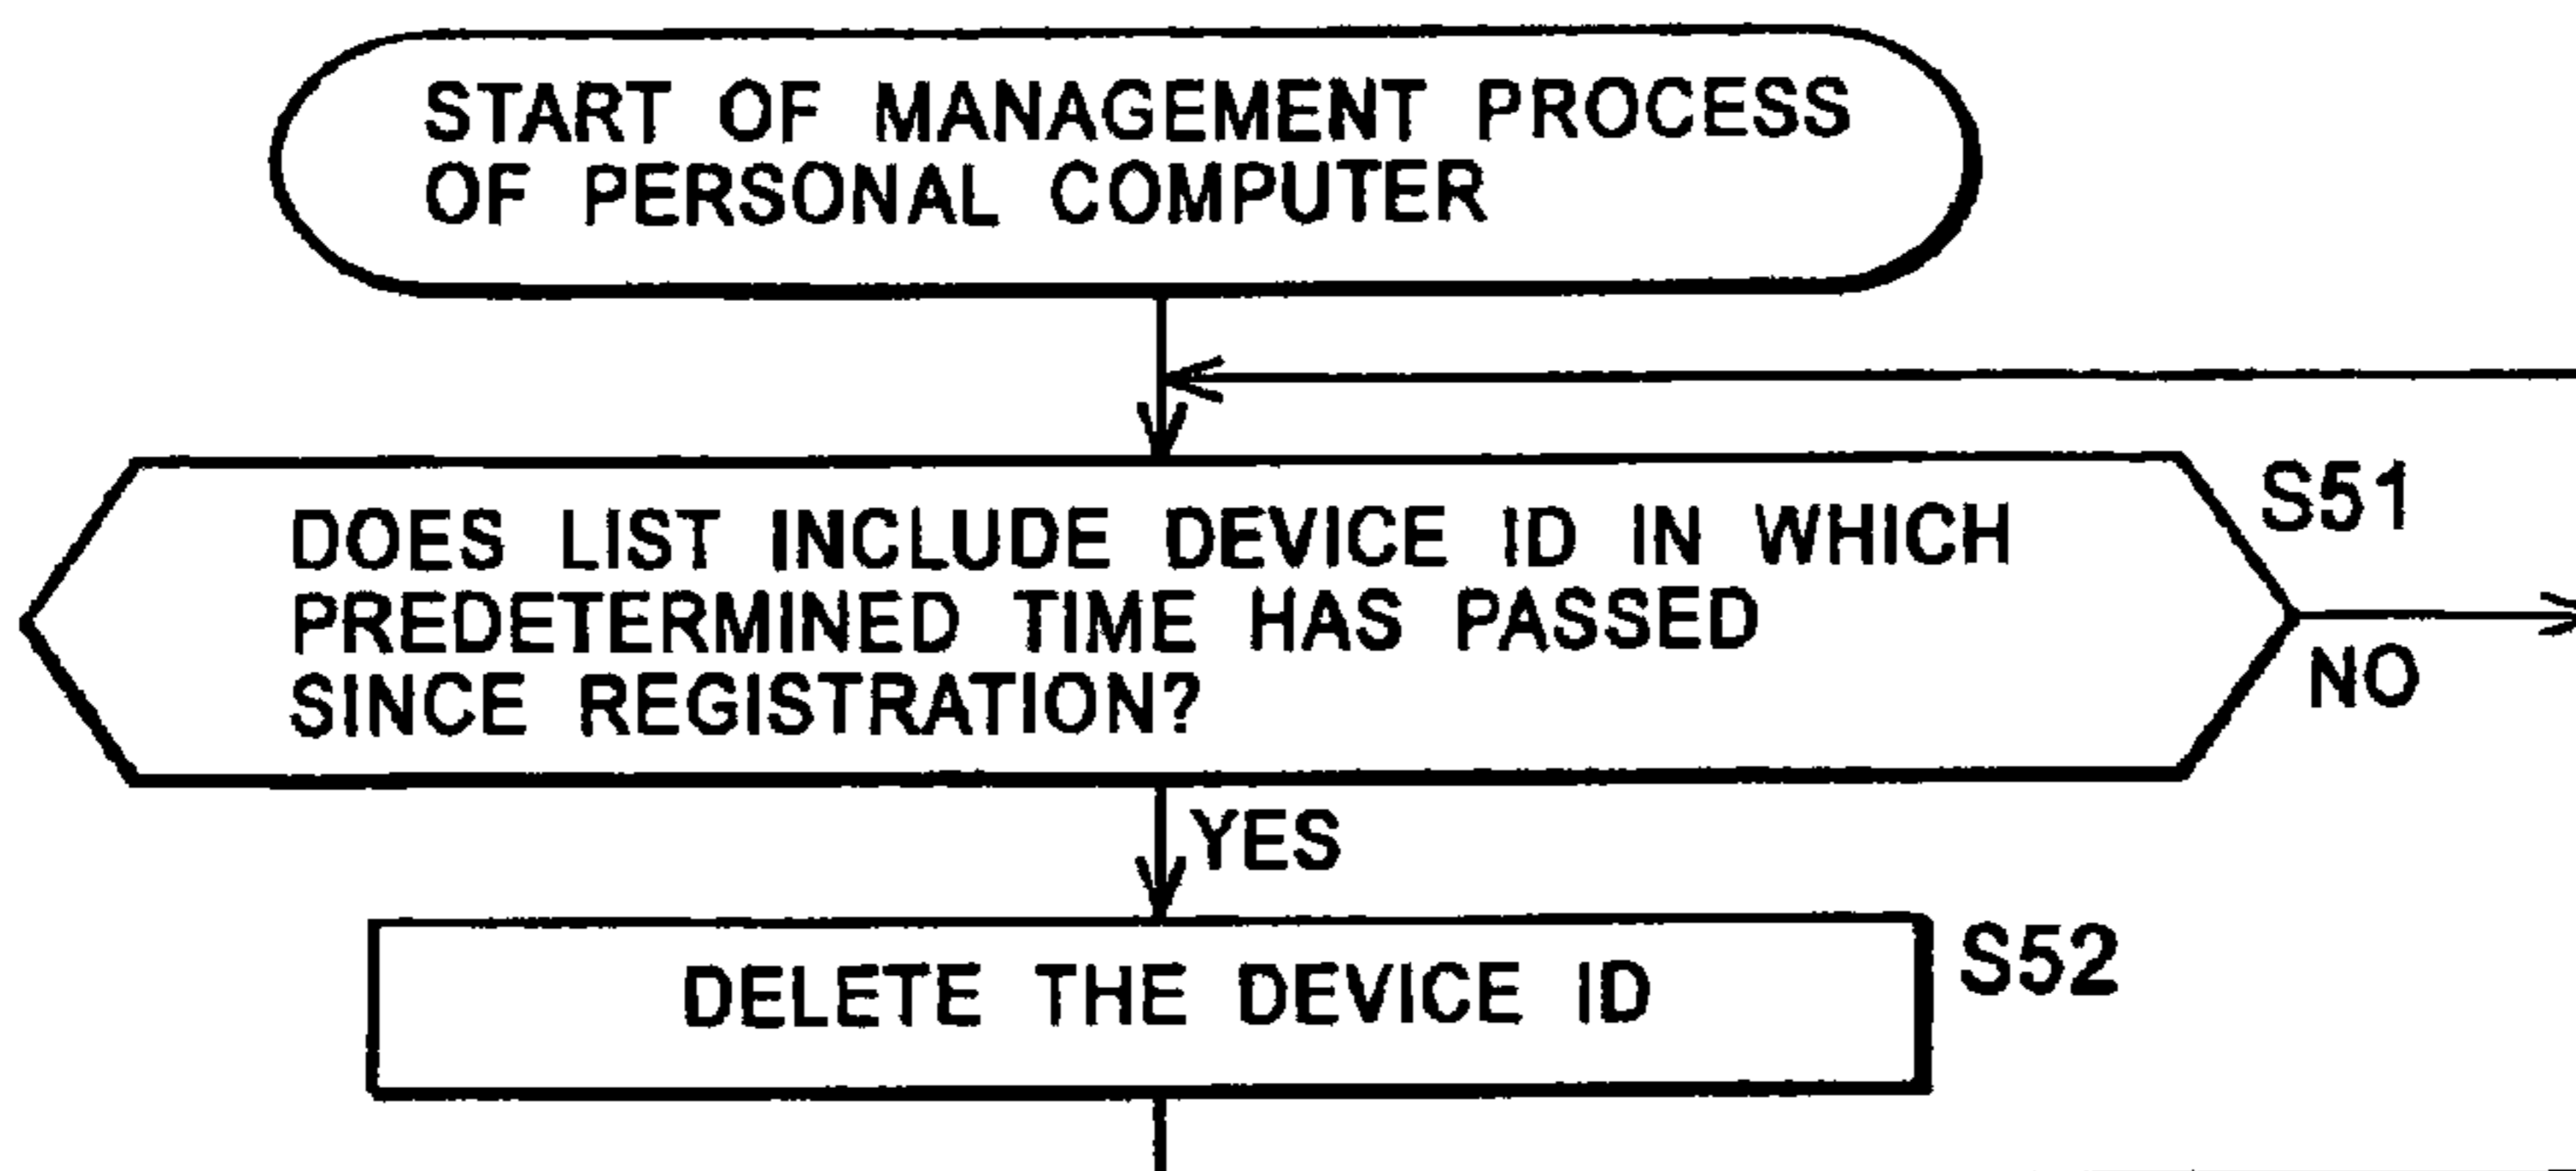 START OF MANAGEMENT PROCESS
OF PERSONAL COMPUTER
S51
DOES LIST INCLUDE DEVICE ID IN WHICH
PREDETERMINED TIME HAS PASSED
SINCE REGISTRATION?
NO
YES
S52
DELETE THE DEVICE ID